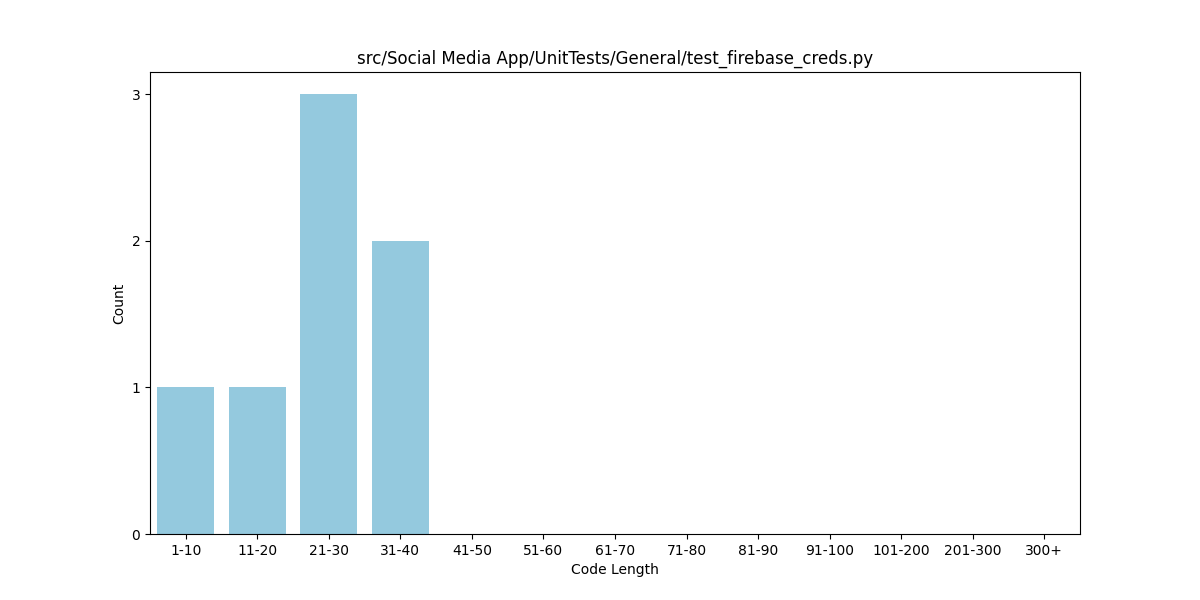 src/Social Media App/UnitTests/General/test_firebase_creds.py
3
2
1
0
Count
1-10 11-20 21-30 31-40 41-50 51-60 61-70 71-80 81-90 91-100 101-200 201-300 300+
Code Length